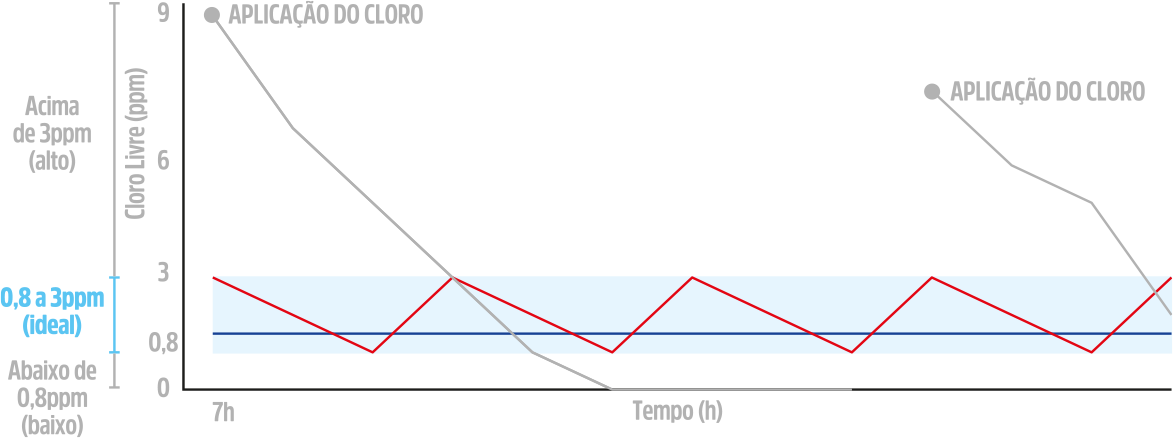 9
APLICAÇÃO DO CLORO
Acima
de 3ppm
(alto)
Cloro Livre (ppm)
APLICAÇÃO DO CLORO
6
3
0,8 a 3ppm
(ideal)
0,8
Abaixo de
0,8ppm
(baixo)
0
7h
Tempo (h)